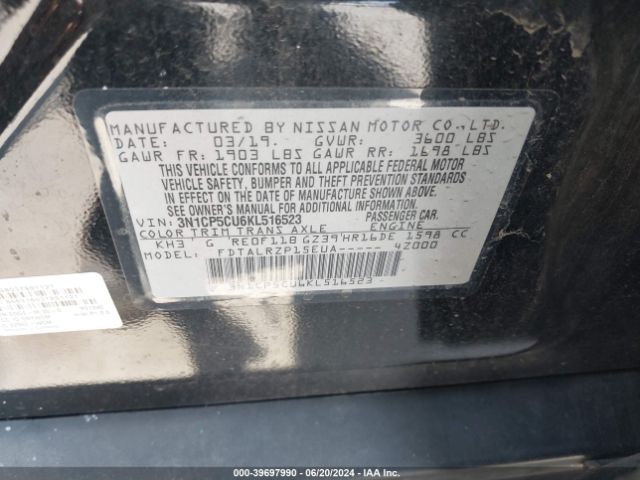 MANUFACTURED BY NISSAN MOTOR CO.,LTD.
DATE: 03/19. GVWR: 3600 LBS
GAWR FR: 1903 LBS GAWR RR: 1698 LBS
THIS VEHICLE CONFORMS TO ALL APPLICABLE FEDERAL MOTOR
VEHICLE SAFETY, BUMPER AND THEFT PREVENTION STANDARDS
IN EFFECT ON THE DATE OF MANUFACTURE SHOWN ABOVE.
SEE OWNER'S MANUAL FOR ADDITIONAL INFORMATION.
VIN: 3N1CP5CU6KL516523 PASSENGER CAR.
COLOR TRIM TRANS AXLE ENGINE
KH3 G RE0F11B GZ39 HR16DE 1598 CC
MODEL: FDTALRZP15EUA----- 4Z000
3N1CP5CU6KL516523
000-39697990 - 06/20/2024 - IAA Inc.